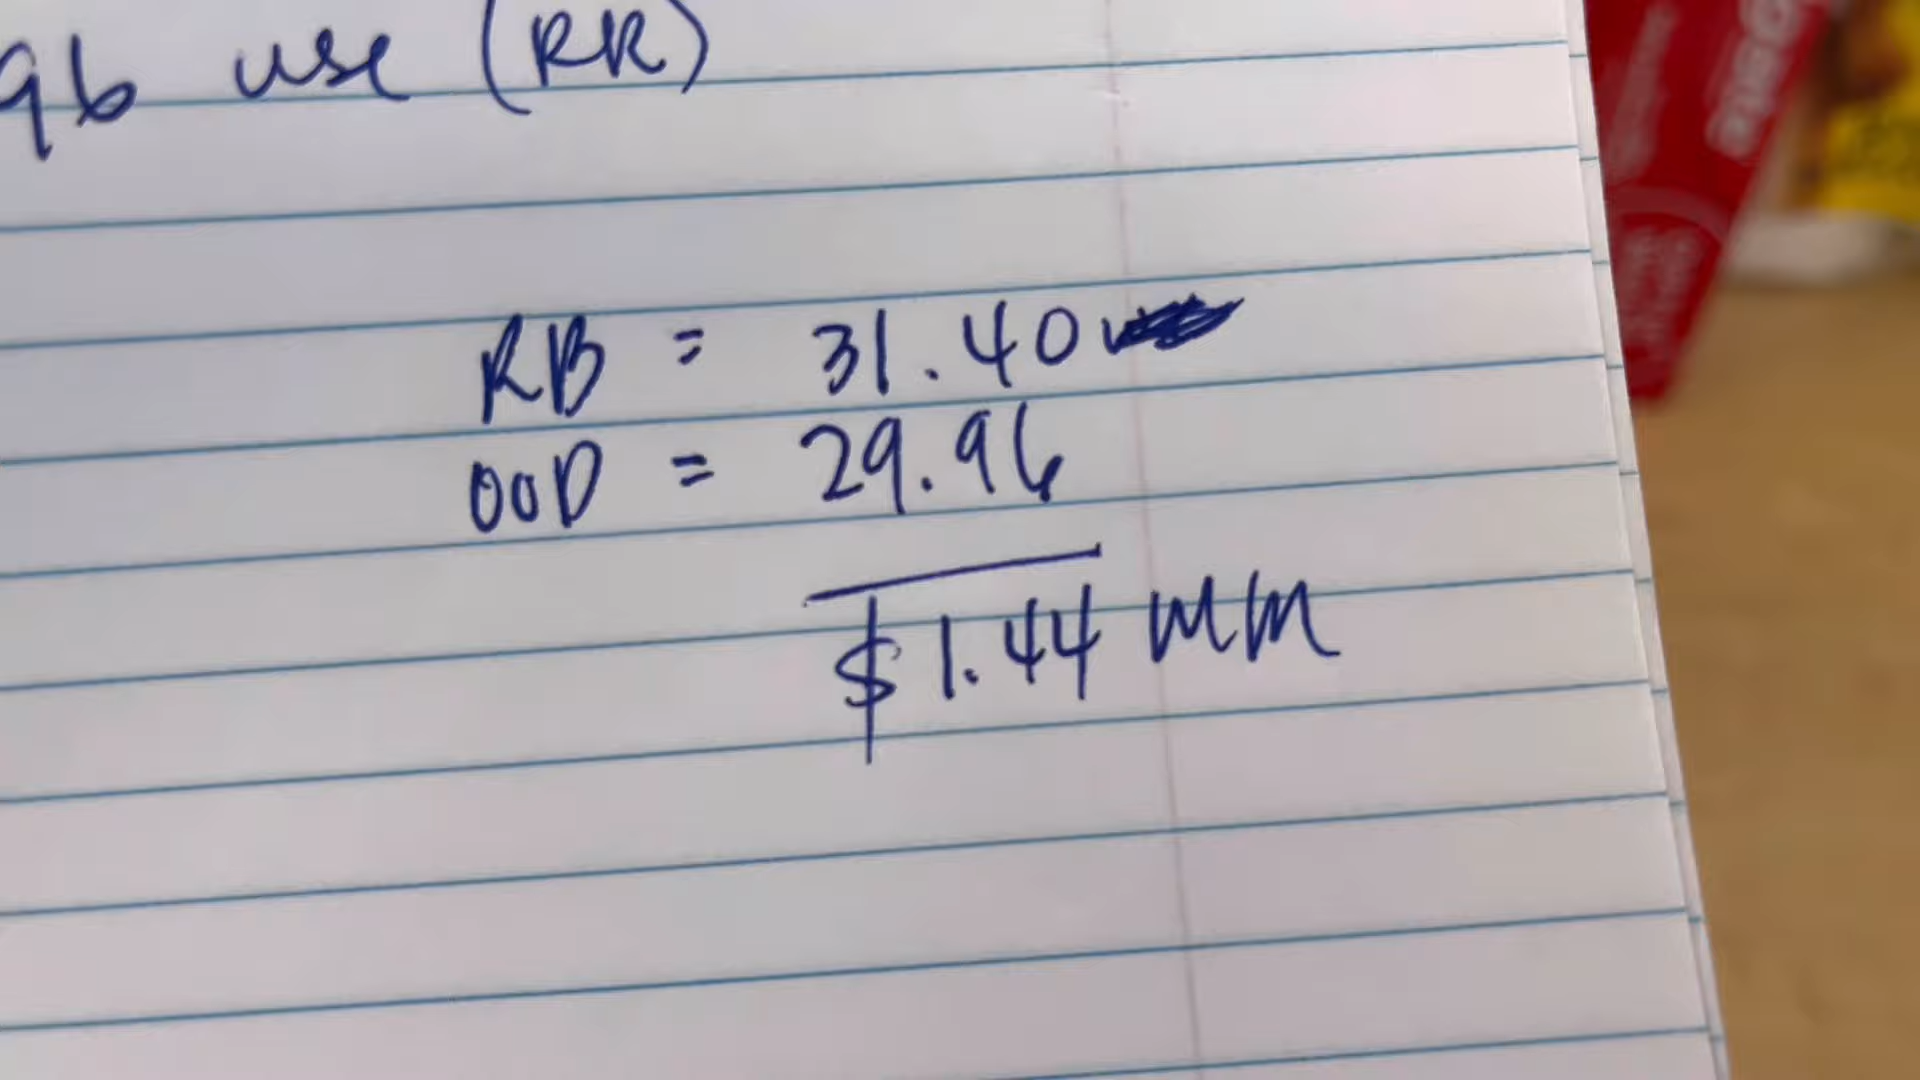 96 use (RR)
RB = 31.40
OOD = 29.96
$1.44 MM